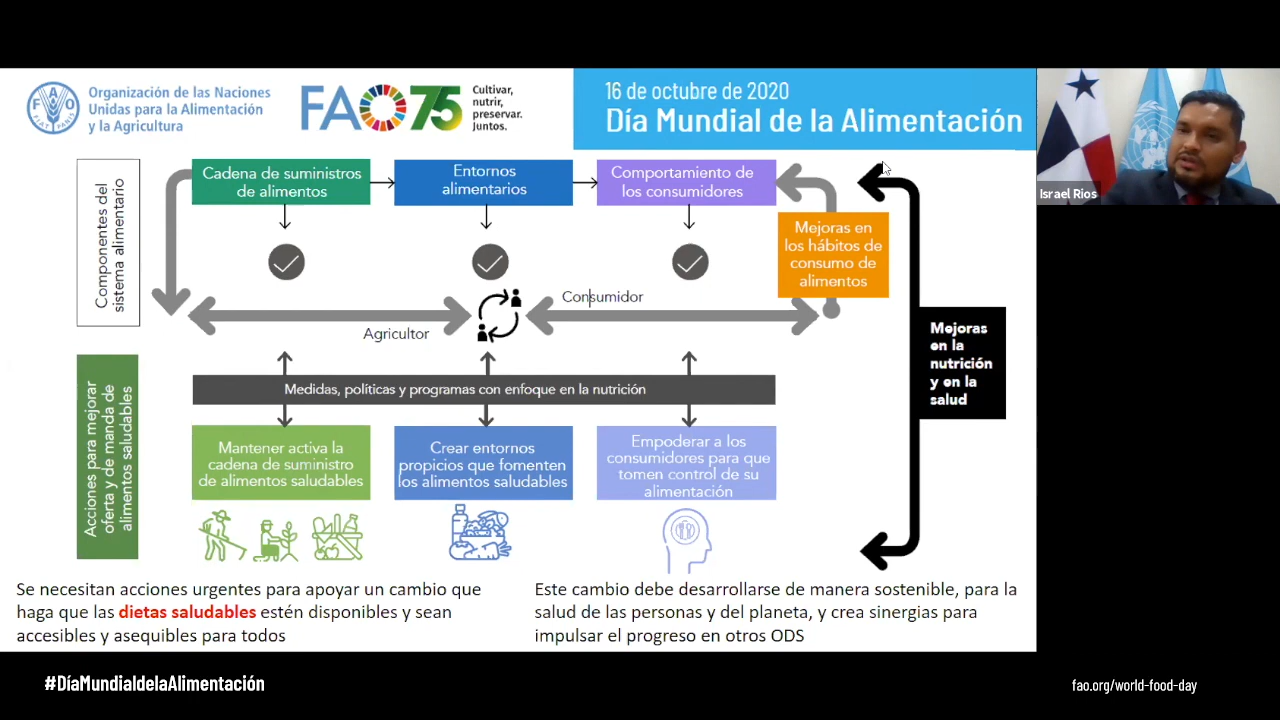 Organización de las Naciones
Unidas para la Alimentación
y la Agricultura
F A O
FIAT PANIS
FAO 75
Cultivar,
nutrir,
preservar.
Juntos.
16 de octubre de 2020
Día Mundial de la Alimentación
Israel Rios
Componentes del
sistema alimentario
Cadena de suministros
de alimentos
Entornos
alimentarios
Comportamiento de
los consumidores
Mejoras en
los hábitos de
consumo de
alimentos
Consumidor
Agricultor
Mejoras
en la
nutrición
y en la
salud
Acciones para mejorar
oferta y de manda de
alimentos saludables
Medidas, políticas y programas con enfoque en la nutrición
Mantener activa la
cadena de suministro
de alimentos saludables
Crear entornos
propicios que fomenten
los alimentos saludables
Empoderar a los
consumidores para que
tomen control de su
alimentación
Se necesitan acciones urgentes para apoyar un cambio que
haga que las dietas saludables estén disponibles y sean
accesibles y asequibles para todos
Este cambio debe desarrollarse de manera sostenible, para la
salud de las personas y del planeta, y crea sinergias para
impulsar el progreso en otros ODS
#DíaMundialdelaAlimentación
fao.org/world-food-day